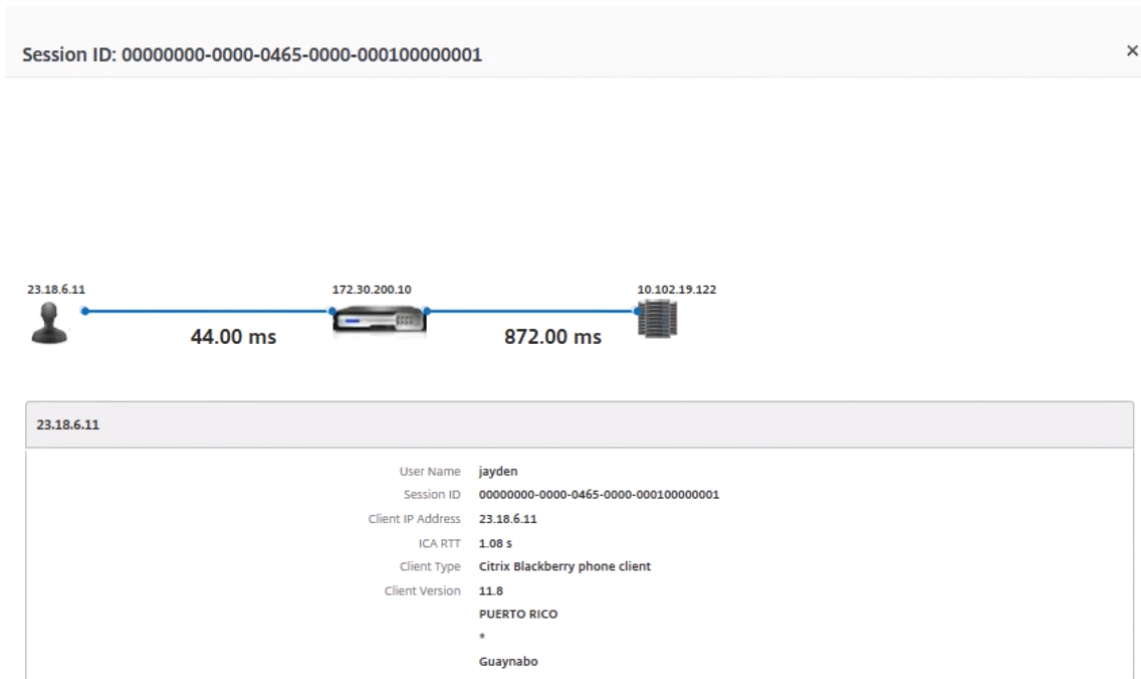 Session ID: 00000000-0000-0465-0000-000100000001 ×
23.18.6.11 172.30.200.10 10.102.19.122
44.00 ms 872.00 ms
23.18.6.11
User Name jayden
Session ID 00000000-0000-0465-0000-000100000001
Client IP Address 23.18.6.11
ICA RTT 1.08 s
Client Type Citrix Blackberry phone client
Client Version 11.8
PUERTO RICO
*
Guaynabo